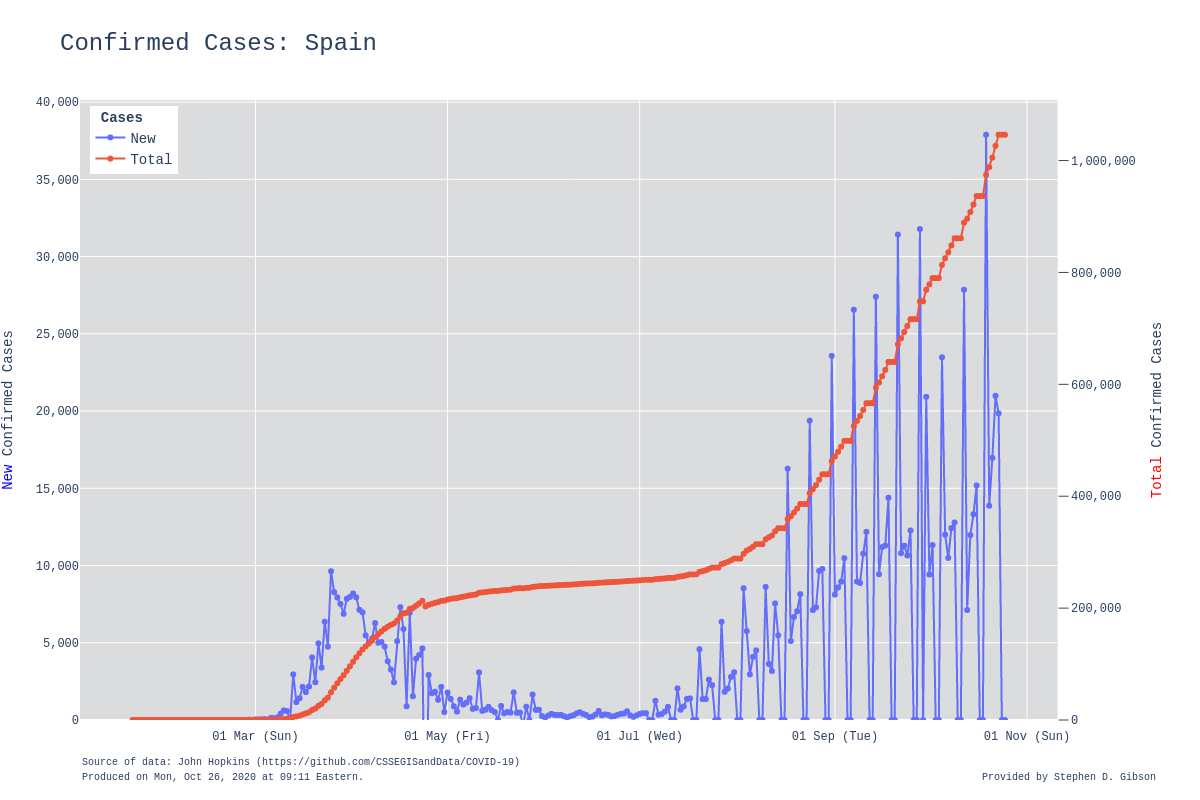 Confirmed Cases: Spain
Cases
New
Total
40,000
35,000
30,000
25,000
20,000
15,000
10,000
5,000
0
1,000,000
800,000
600,000
400,000
200,000
0
New Confirmed Cases
Total Confirmed Cases
01 Mar (Sun)
01 May (Fri)
01 Jul (Wed)
01 Sep (Tue)
01 Nov (Sun)
Source of data: John Hopkins (https://github.com/CSSEGISandData/COVID-19)
Produced on Mon, Oct 26, 2020 at 09:11 Eastern.
Provided by Stephen D. Gibson